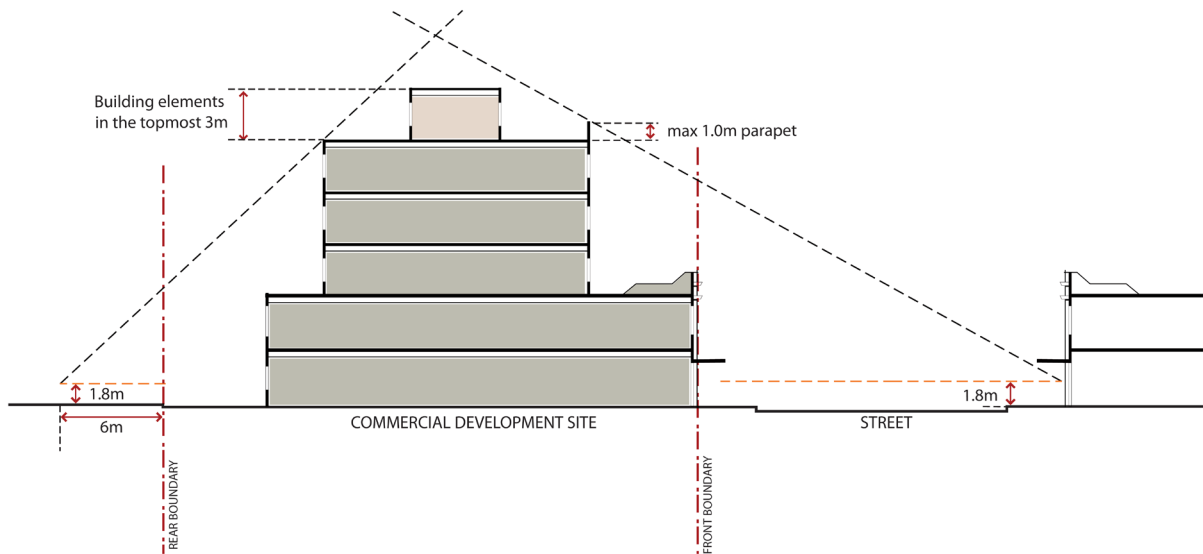 Building elements
in the topmost 3m
max 1.0m parapet
1.8m
1.8m
6m
COMMERCIAL DEVELOPMENT SITE
STREET
REAR BOUNDARY
FRONT BOUNDARY